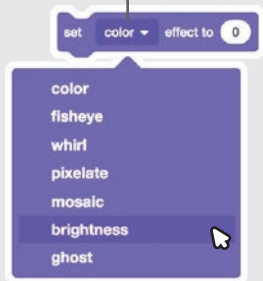 set color effect to 0
color
fisheye
whirl
pixelate
mosaic
brightness
ghost